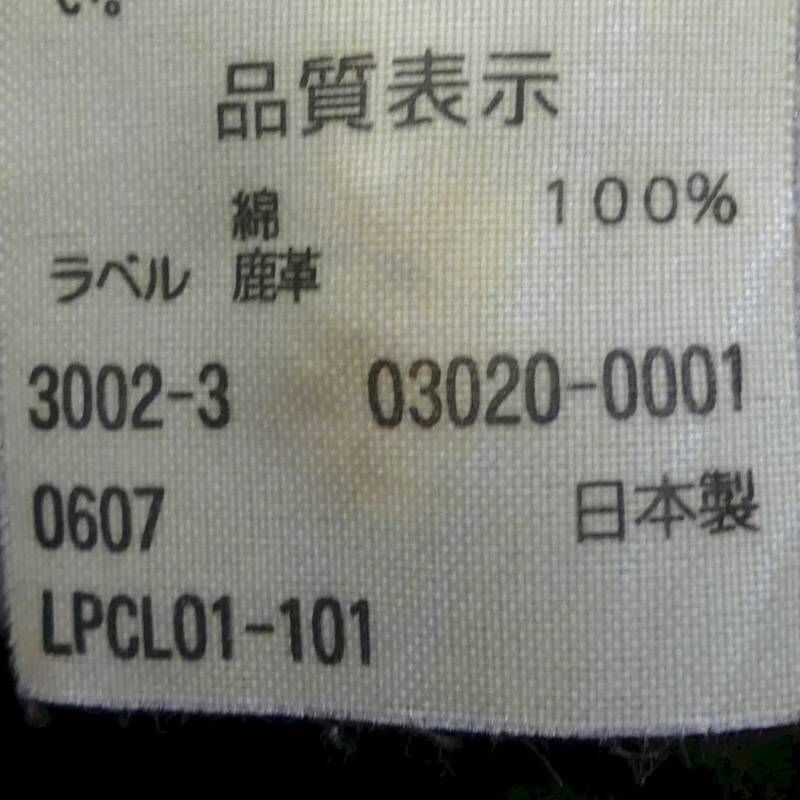 い。
品質表示
綿 100%
ラベル 鹿革
3002-3 03020-0001
0607 日本製
LPCL01-101